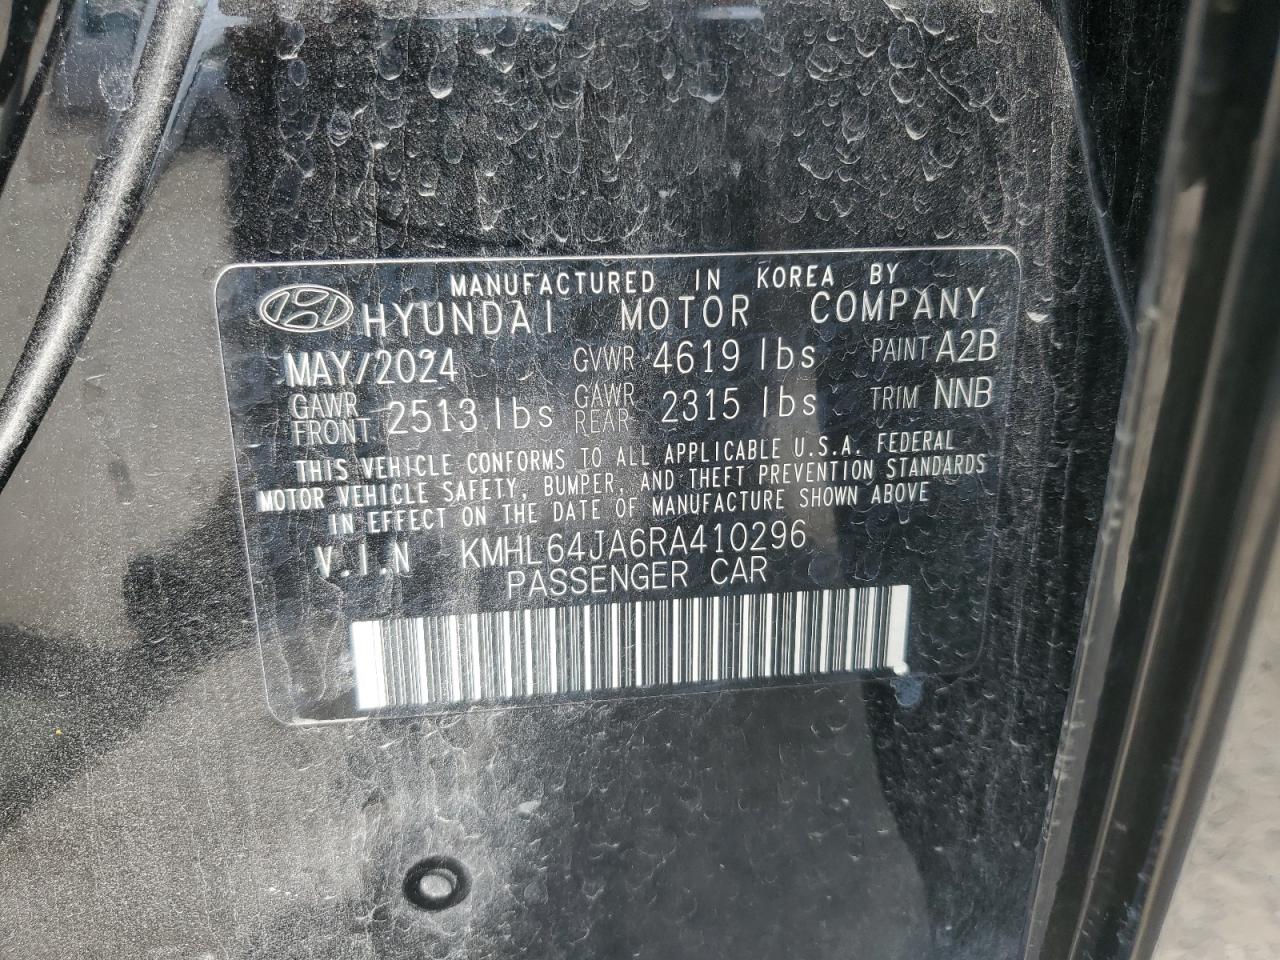 MANUFACTURED IN KOREA BY
HYUNDAI MOTOR COMPANY
MAY/2024 GVWR 4619 lbs PAINT A2B
GAWR FRONT 2513 lbs GAWR REAR 2315 lbs TRIM NNB
THIS VEHICLE CONFORMS TO ALL APPLICABLE U.S.A. FEDERAL
MOTOR VEHICLE SAFETY, BUMPER, AND THEFT PREVENTION STANDARDS
IN EFFECT ON THE DATE OF MANUFACTURE SHOWN ABOVE
V.I.N KMHL64JA6RA410296
PASSENGER CAR